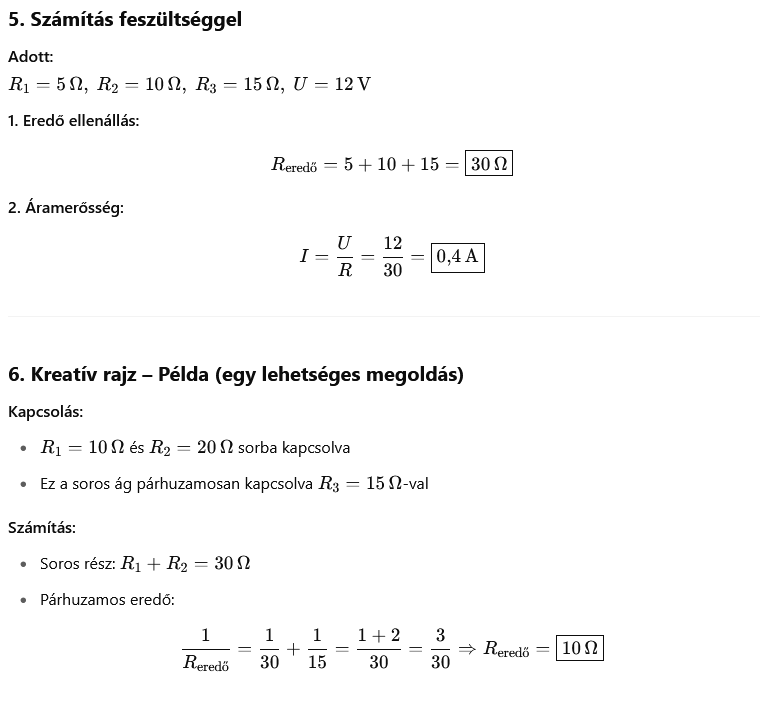 5. Számítás feszültséggel
Adott:
R₁ = 5 Ω, R₂ = 10 Ω, R₃ = 15 Ω, U = 12 V
1. Eredő ellenállás:
R_eredő = 5 + 10 + 15 = 30 Ω
2. Áramerősség:
I = U/R = 12/30 = 0,4 A
6. Kreatív rajz – Példa (egy lehetséges megoldás)
Kapcsolás:
• R₁ = 10 Ω és R₂ = 20 Ω sorba kapcsolva
• Ez a soros ág párhuzamosan kapcsolva R₃ = 15 Ω-val
Számítás:
• Soros rész: R₁ + R₂ = 30 Ω
• Párhuzamos eredő:
1/R_eredő = 1/30 + 1/15 = (1 + 2)/30 = 3/30 ⇒ R_eredő = 10 Ω